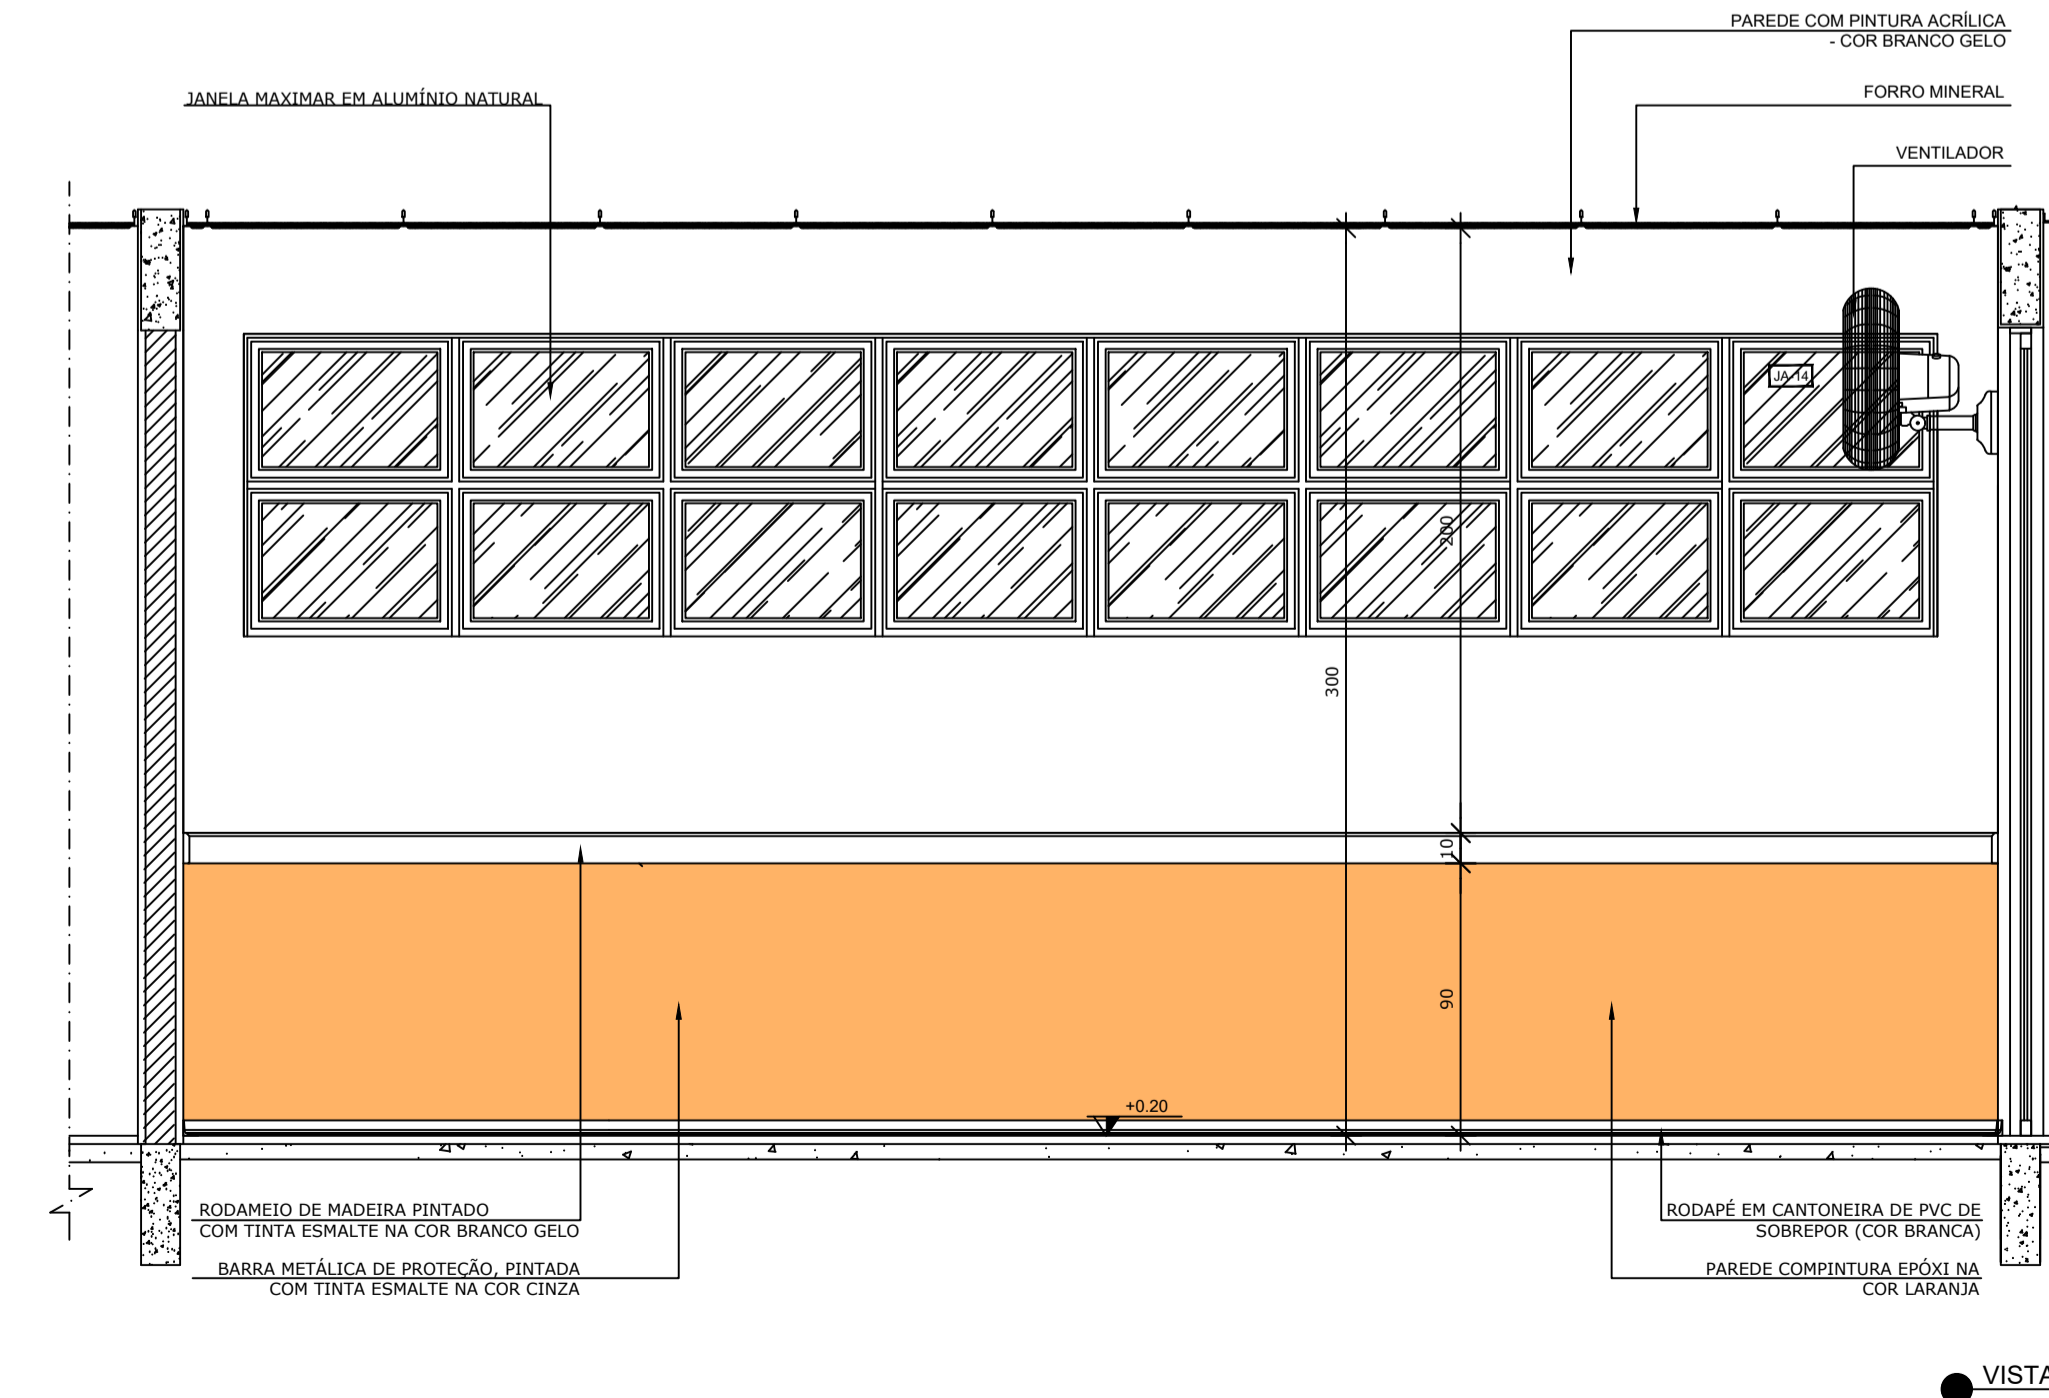 PAREDE COM PINTURA ACRÍLICA
- COR BRANCO GELO
JANELA MAXIMAR EM ALUMÍNIO NATURAL
FORRO MINERAL
VENTILADOR
JA-14
200
300
10
90
+0.20
RODAMEIO DE MADEIRA PINTADO
COM TINTA ESMALTE NA COR BRANCO GELO
BARRA METÁLICA DE PROTEÇÃO, PINTADA
COM TINTA ESMALTE NA COR CINZA
RODAPÉ EM CANTONEIRA DE PVC DE
SOBREPOR (COR BRANCA)
PAREDE COMPINTURA EPÓXI NA
COR LARANJA
VISTA